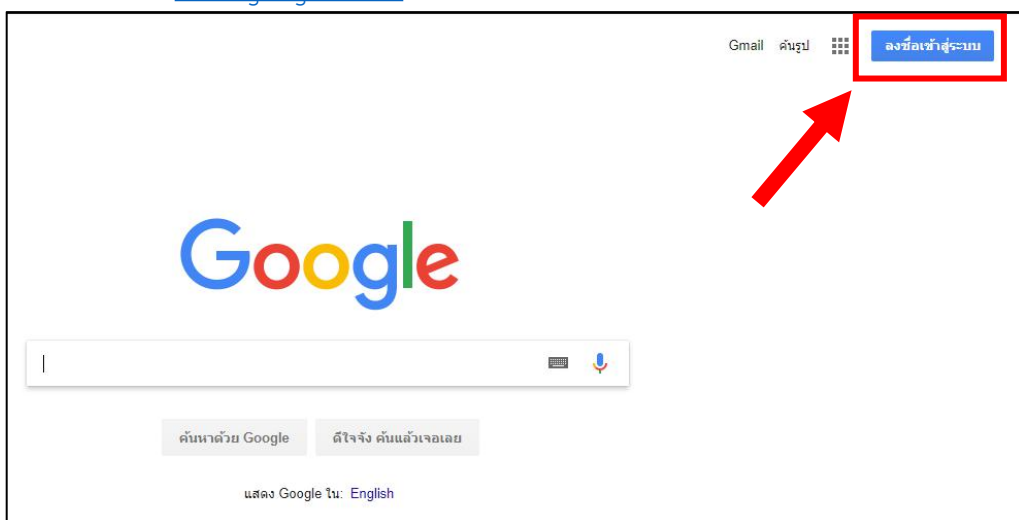 Gmail ค้นรูป ลงชื่อเข้าสู่ระบบ
Google
ค้นหาด้วย Google ดีใจจัง ค้นแล้วเจอเลย
แสดง Google ใน: English